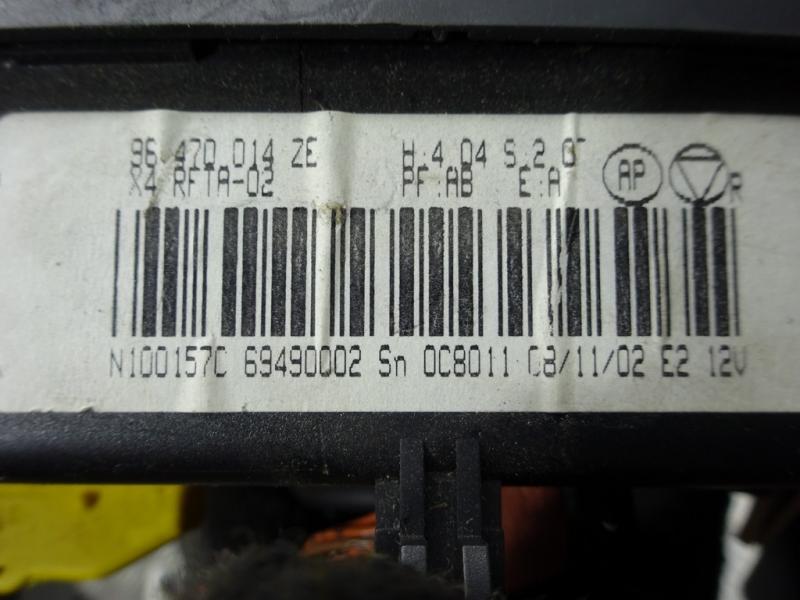 96 470 014 ZE H:4.04 S.2.0
X4 RFTA-02 PF:AB E:A AP R
N100157C 69490002 Sn 0C8011 08/11/02 E2 12V